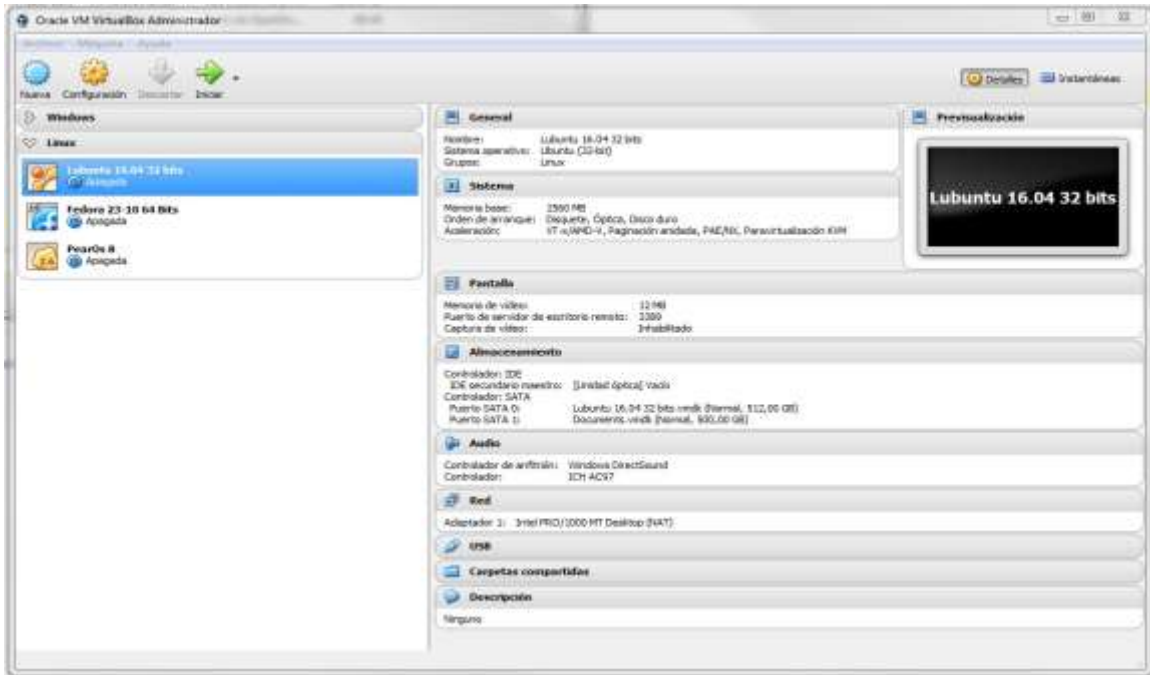 Oracle VM VirtualBox Administrador
Archivo Máquina Ayuda
Nueva Configuración Descartar Iniciar
Detalles Instantáneas
Windows
Linux
Lubuntu 16.04 32 bits
Apagada
Fedora 23-10 64 Bits
Apagada
PearOs 8
Apagada
General
Nombre: Lubuntu 16.04 32 bits
Sistema operativo: Ubuntu (32-bit)
Grupos: Linux
Sistema
Memoria base: 2560 MB
Orden de arranque: Disquete, Óptica, Disco duro
Aceleración: VT-x/AMD-V, Paginación anidada, PAE/NX, Paravirtualización KVM
Previsualización
Lubuntu 16.04 32 bits
Pantalla
Memoria de vídeo: 12 MB
Puerto de servidor de escritorio remoto: 3389
Captura de vídeo: Inhabilitado
Almacenamiento
Controlador: IDE
IDE secundario maestro: [Unidad óptica] Vacío
Controlador: SATA
Puerto SATA 0: Lubuntu 16.04 32 bits.vmdk (Normal, 512,00 GB)
Puerto SATA 1: Documents.vmdk (Normal, 500,00 GB)
Audio
Controlador de anfitrión: Windows DirectSound
Controlador: ICH AC97
Red
Adaptador 1: Intel PRO/1000 MT Desktop (NAT)
USB
Carpetas compartidas
Descripción
Ninguno